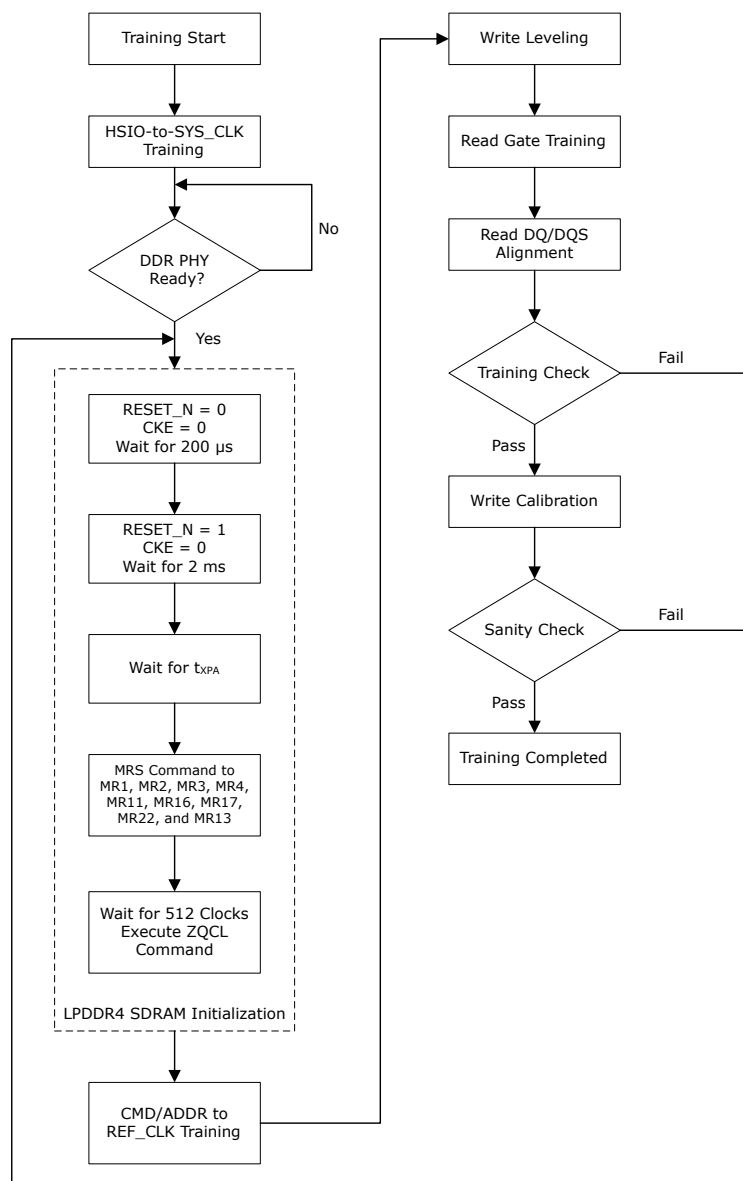 Training Start
HSIO-to-SYS_CLK
Training
No
DDR PHY
Ready?
Yes
RESET_N = 0
CKE = 0
Wait for 200 µs
RESET_N = 1
CKE = 0
Wait for 2 ms
Wait for tXPA
MRS Command to
MR1, MR2, MR3, MR4,
MR11, MR16, MR17,
MR22, and MR13
Wait for 512 Clocks
Execute ZQCL
Command
LPDDR4 SDRAM Initialization
CMD/ADDR to
REF_CLK Training
Write Leveling
Read Gate Training
Read DQ/DQS
Alignment
Training Check
Fail
Pass
Write Calibration
Sanity Check
Fail
Pass
Training Completed